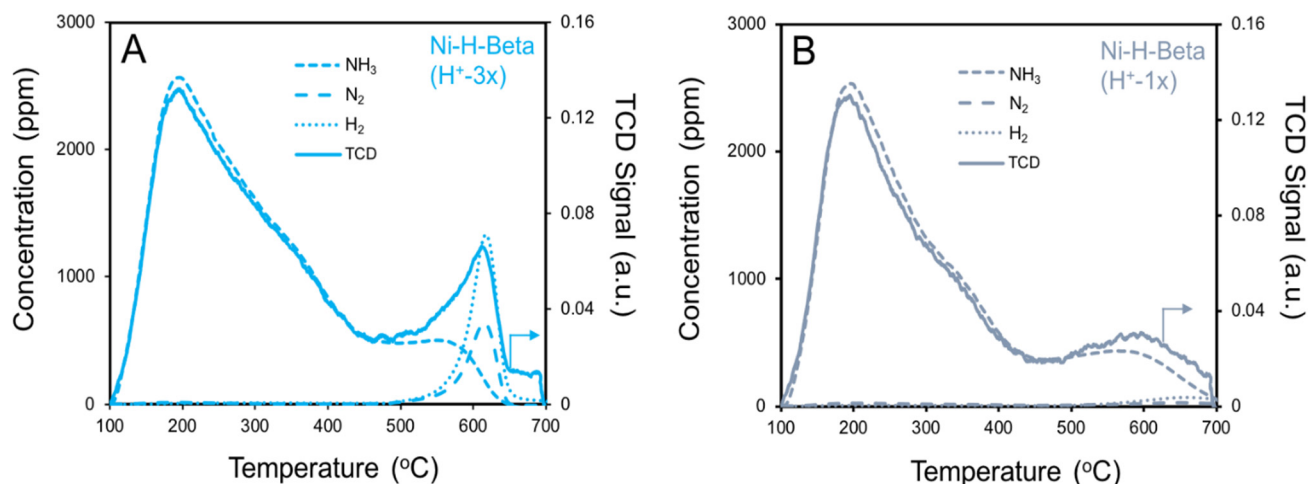 A
Ni-H-Beta
(H⁺-3x)
NH₃
N₂
H₂
TCD
Concentration (ppm)
3000
2000
1000
0
TCD Signal (a.u.)
0.16
0.12
0.08
0.04
0
100 200 300 400 500 600 700
Temperature (°C)
B
Ni-H-Beta
(H⁺-1x)
NH₃
N₂
H₂
TCD
Concentration (ppm)
3000
2000
1000
0
TCD Signal (a.u.)
0.16
0.12
0.08
0.04
0
100 200 300 400 500 600 700
Temperature (°C)